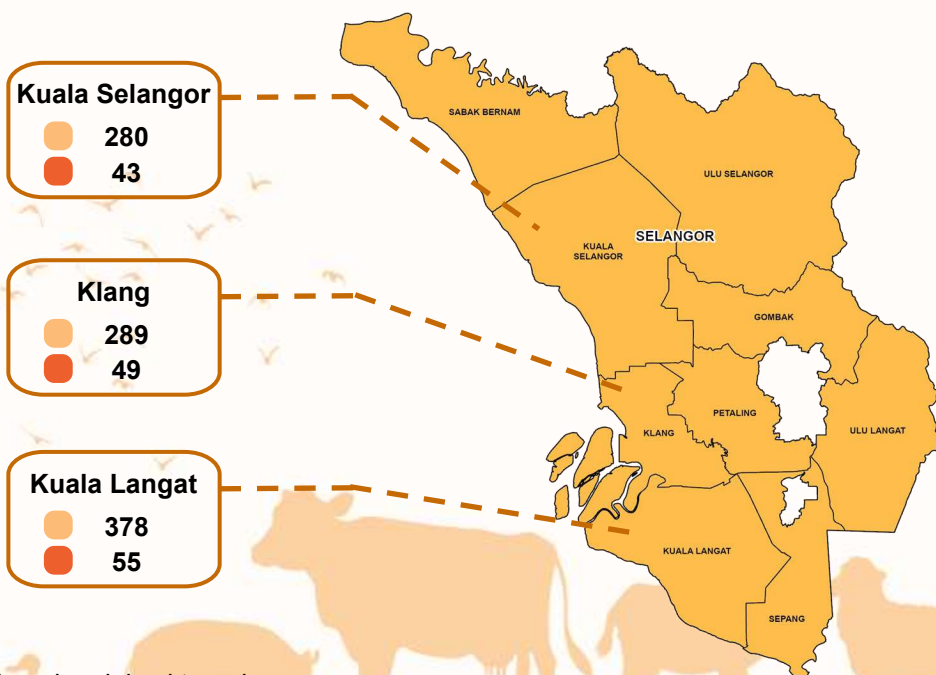 Kuala Selangor
280
43
Klang
289
49
Kuala Langat
378
55
SABAK BERNAM
ULU SELANGOR
SELANGOR
KUALA
SELANGOR
GOMBAK
PETALING
KLANG
ULU LANGAT
KUALA LANGAT
SEPANG